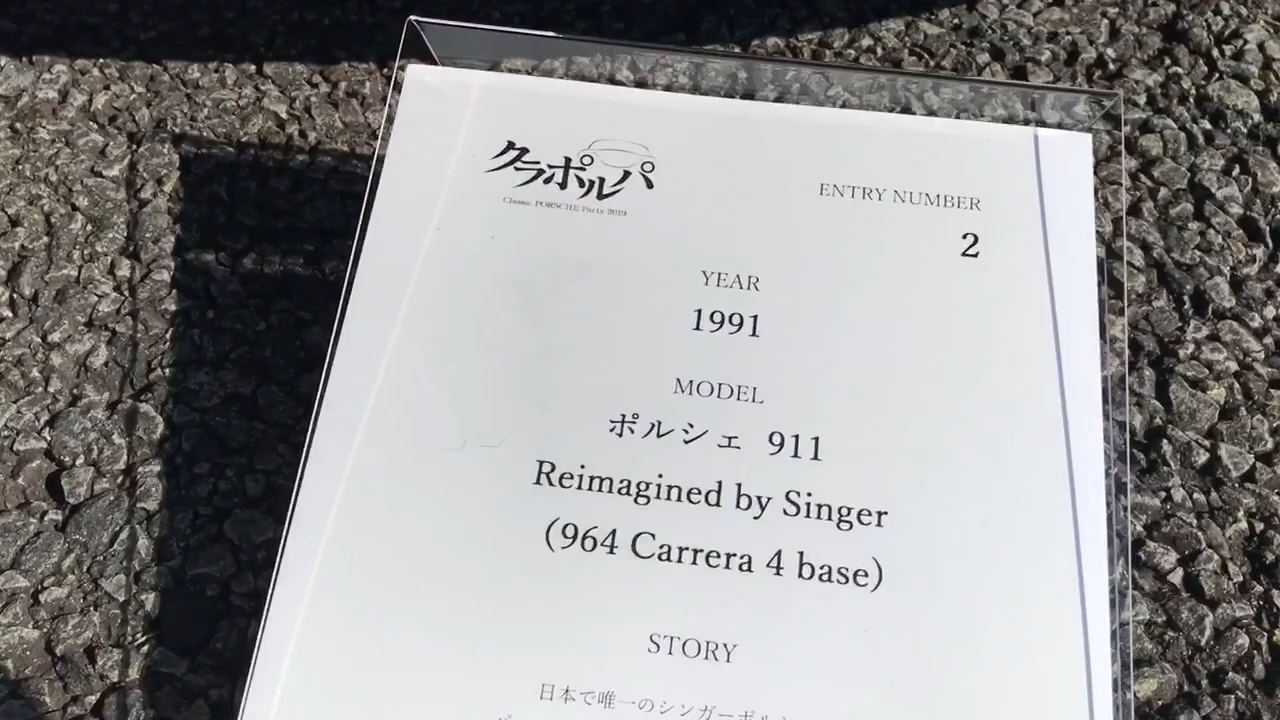 クラポルパ
Classic PORSCHE Party 2019
ENTRY NUMBER
2
YEAR
1991
MODEL
ポルシェ 911
Reimagined by Singer
(964 Carrera 4 base)
STORY
日本で唯一のシンガーポルシ